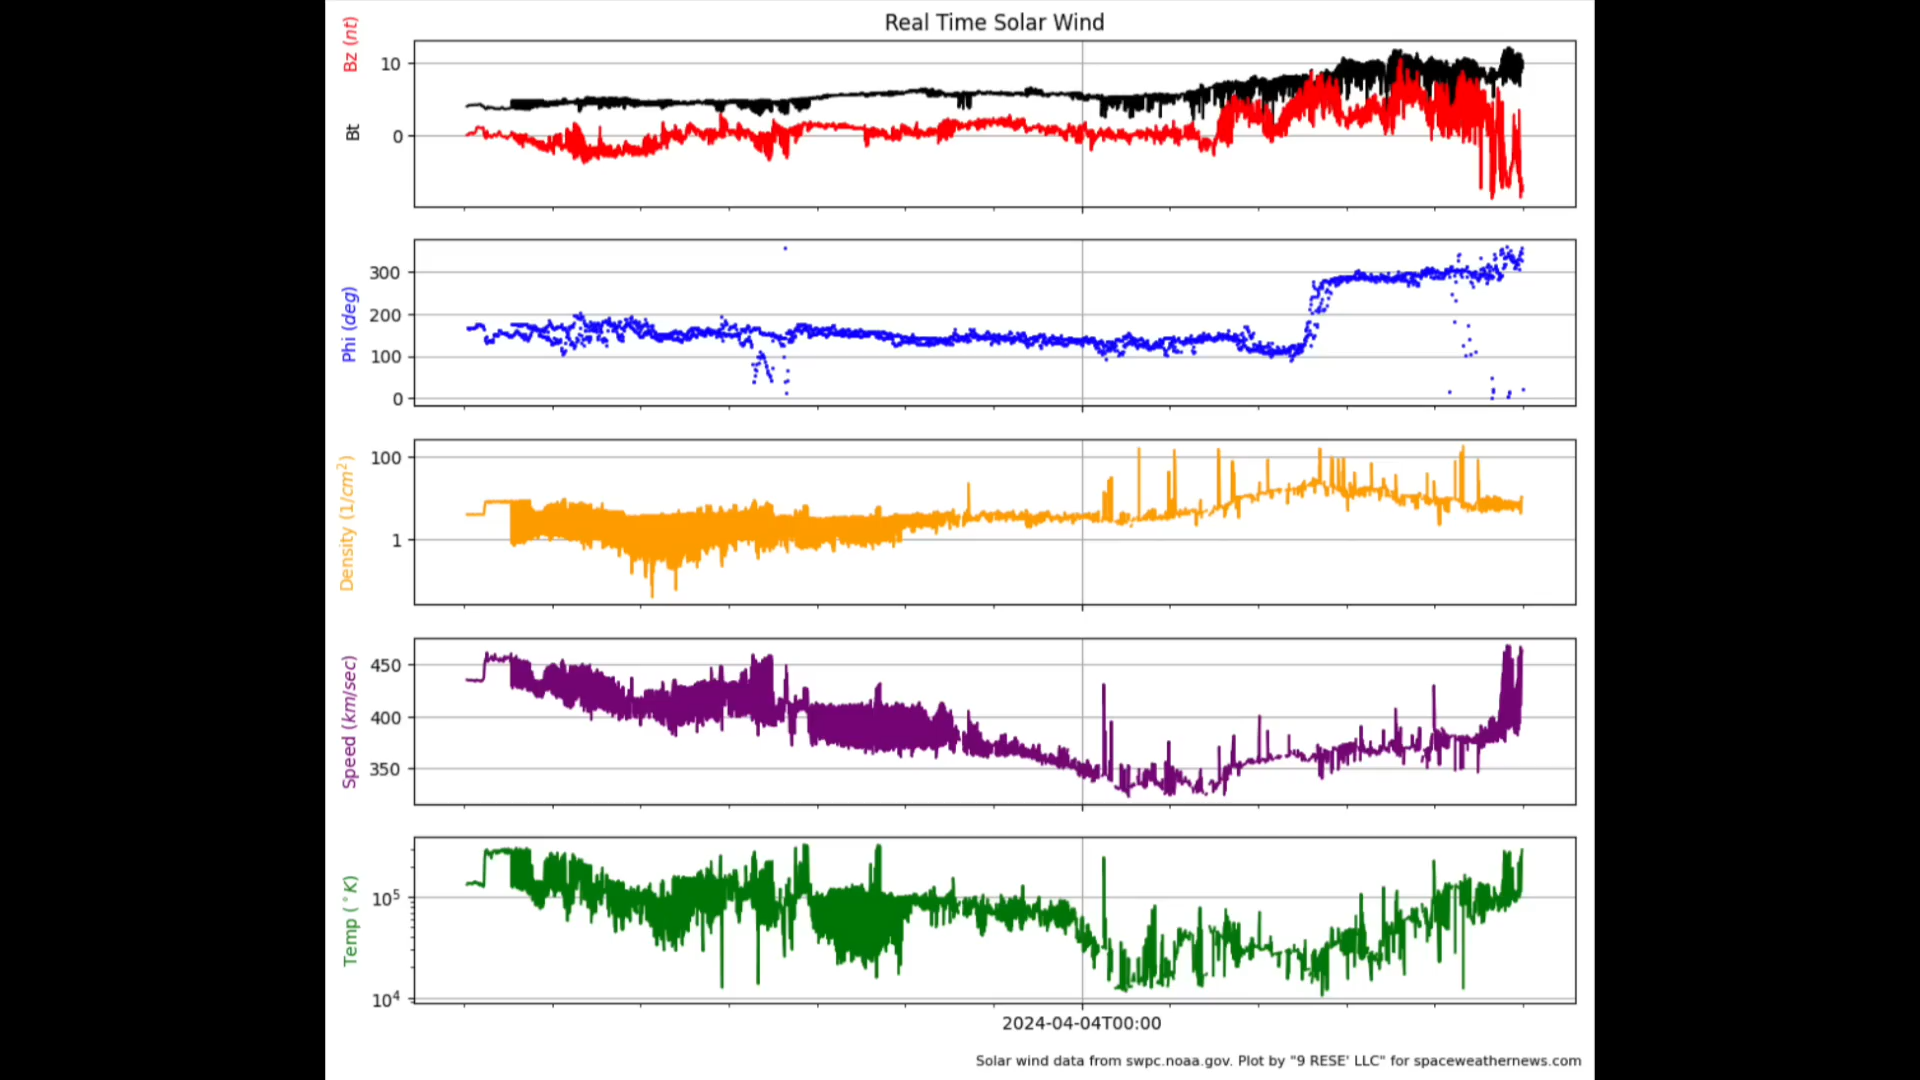 Real Time Solar Wind
Bz (nt)
Bt
10
0
Phi (deg)
300
200
100
0
Density (1/cm²)
100
1
Speed (km/sec)
450
400
350
Temp (°K)
10⁵
10⁴
2024-04-04T00:00
Solar wind data from swpc.noaa.gov. Plot by "9 RESE' LLC" for spaceweathernews.com